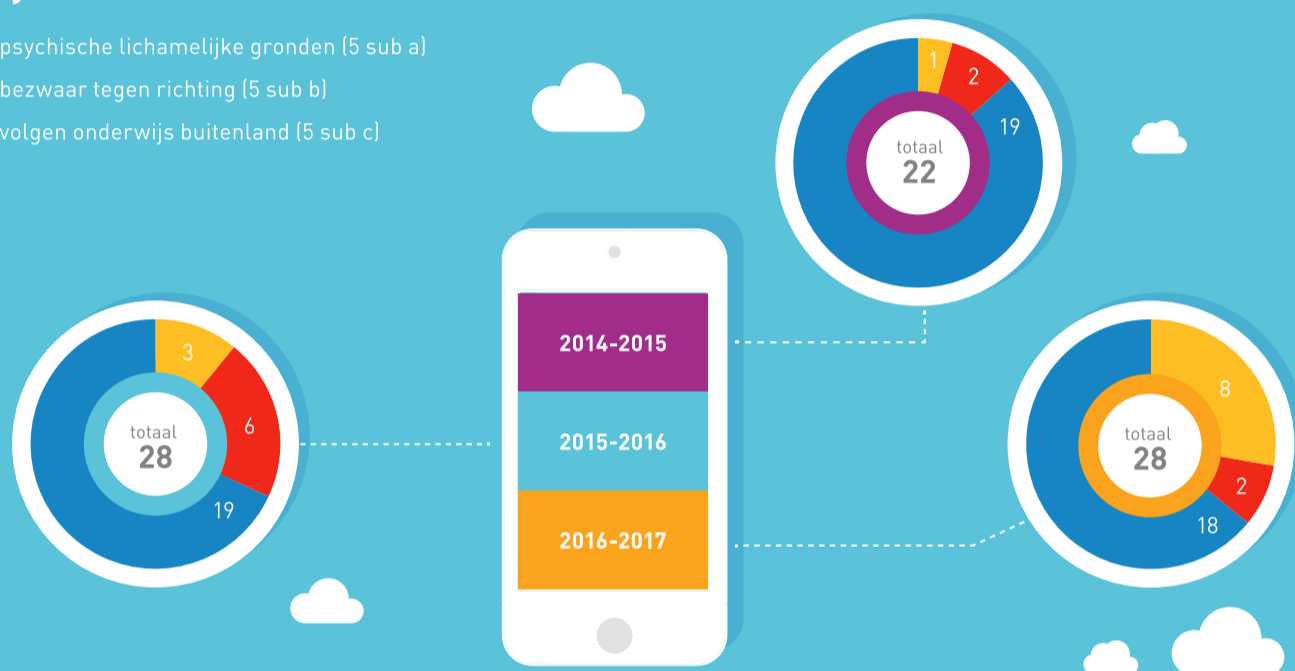 psychische lichamelijke gronden (5 sub a)
bezwaar tegen richting (5 sub b)
volgen onderwijs buitenland (5 sub c)
1
2
19
totaal
22
2014-2015
2015-2016
2016-2017
3
6
19
totaal
28
8
2
18
totaal
28